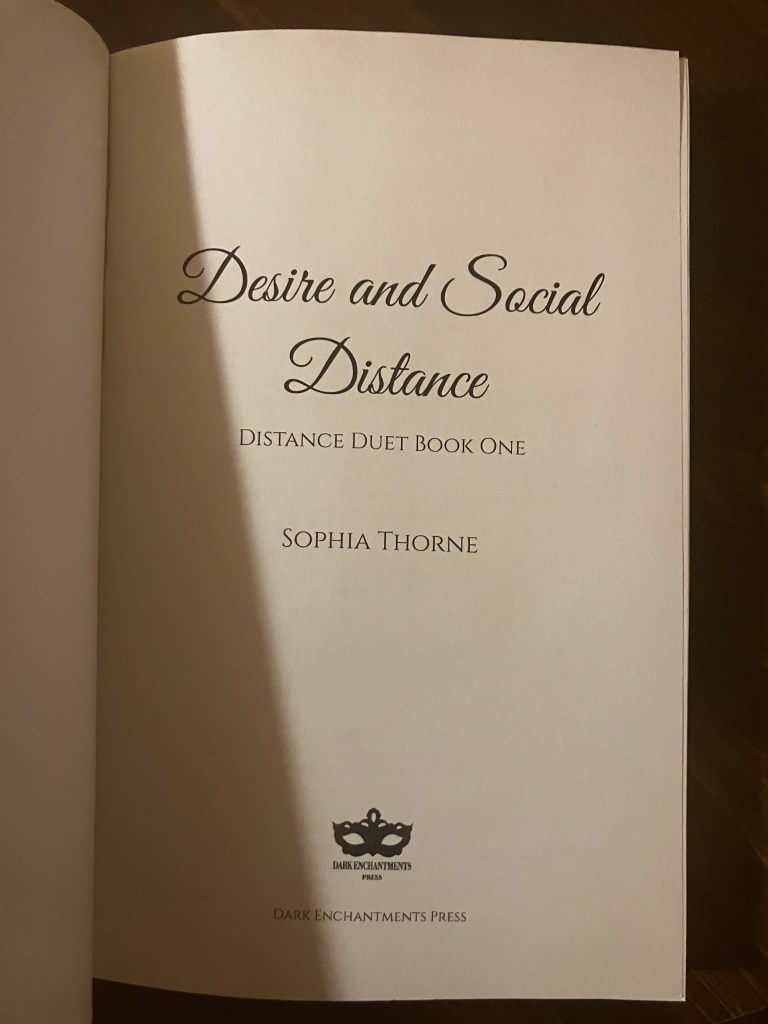 Desire and Social
Distance
Distance Duet Book One
Sophia Thorne
DARK ENCHANTMENTS
PRESS
Dark Enchantments Press